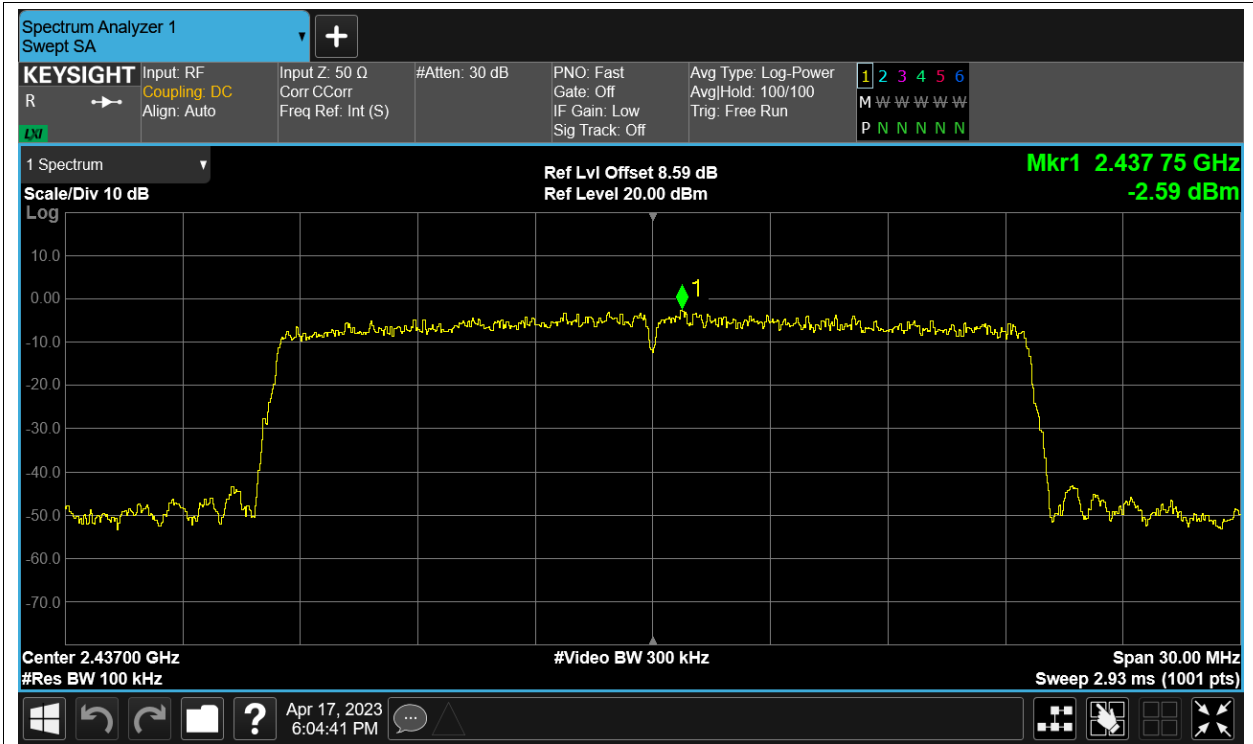 Spectrum Analyzer 1
Swept SA
KEYSIGHT
R
LXI
Input: RF
Coupling: DC
Align: Auto
Input Z: 50 Ω
Corr CCorr
Freq Ref: Int (S)
#Atten: 30 dB
PNO: Fast
Gate: Off
IF Gain: Low
Sig Track: Off
Avg Type: Log-Power
Avg|Hold: 100/100
Trig: Free Run
1 2 3 4 5 6
M W W W W W
P N N N N N
1 Spectrum
Scale/Div 10 dB
Log
Ref Lvl Offset 8.59 dB
Ref Level 20.00 dBm
Mkr1 2.437 75 GHz
-2.59 dBm
10.0
0.00
1
-10.0
-20.0
-30.0
-40.0
-50.0
-60.0
-70.0
Center 2.43700 GHz
#Video BW 300 kHz
Span 30.00 MHz
#Res BW 100 kHz
Sweep 2.93 ms (1001 pts)
?
Apr 17, 2023
6:04:41 PM